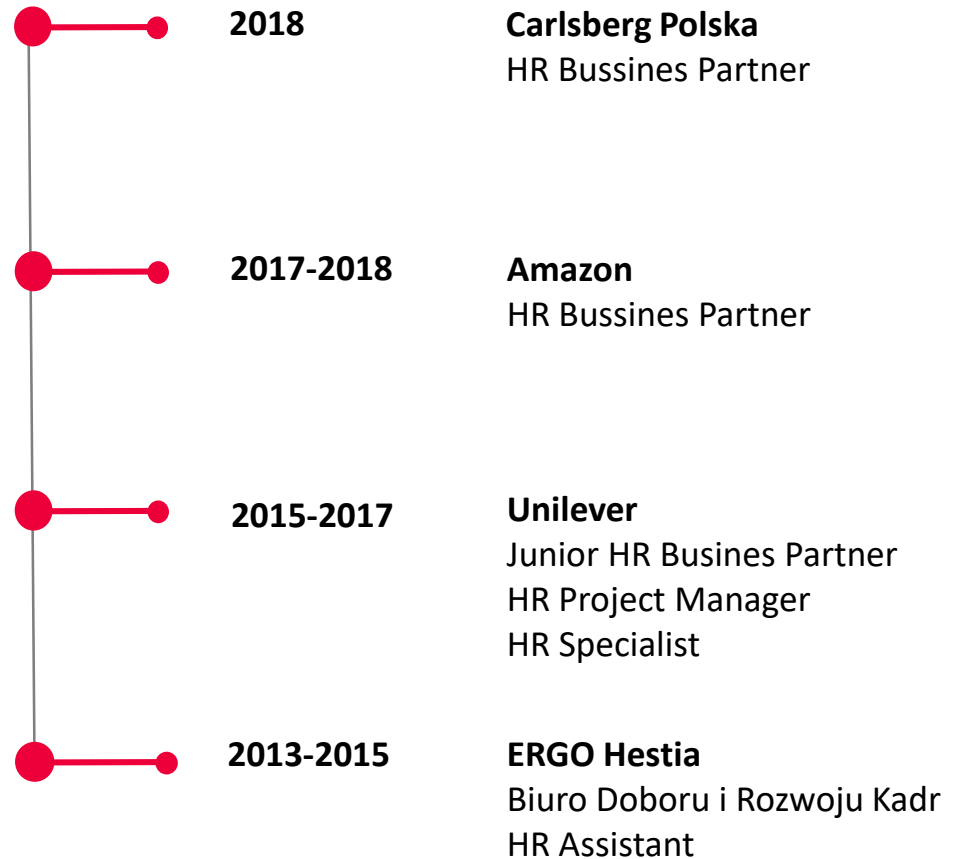 2018
Carlsberg Polska
HR Bussines Partner
2017-2018
Amazon
HR Bussines Partner
2015-2017
Unilever
Junior HR Busines Partner
HR Project Manager
HR Specialist
2013-2015
ERGO Hestia
Biuro Doboru i Rozwoju Kadr
HR Assistant